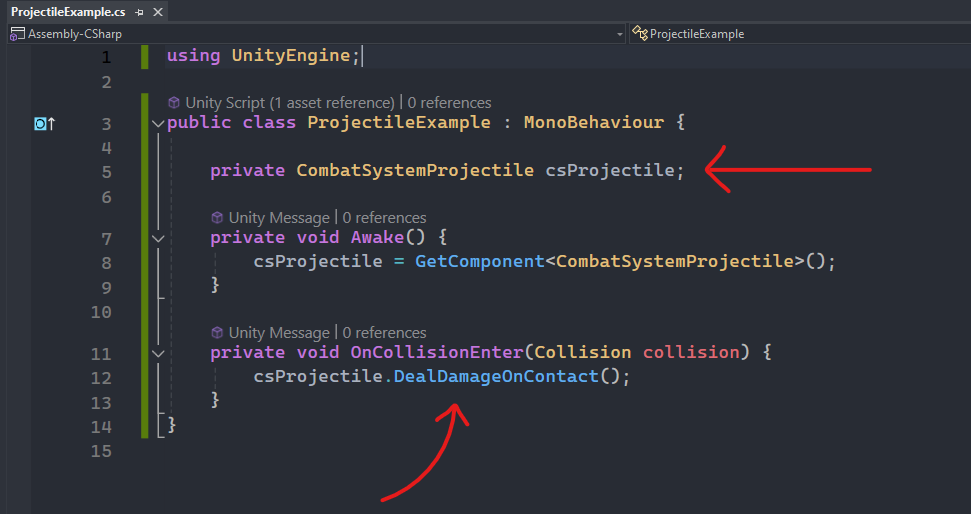 ProjectileExample.cs
Assembly-CSharp ProjectileExample
1 using UnityEngine;
2
Unity Script (1 asset reference) | 0 references
3 public class ProjectileExample : MonoBehaviour {
4
5 private CombatSystemProjectile csProjectile;
6
Unity Message | 0 references
7 private void Awake() {
8 csProjectile = GetComponent<CombatSystemProjectile>();
9 }
10
Unity Message | 0 references
11 private void OnCollisionEnter(Collision collision) {
12 csProjectile.DealDamageOnContact();
13 }
14 }
15